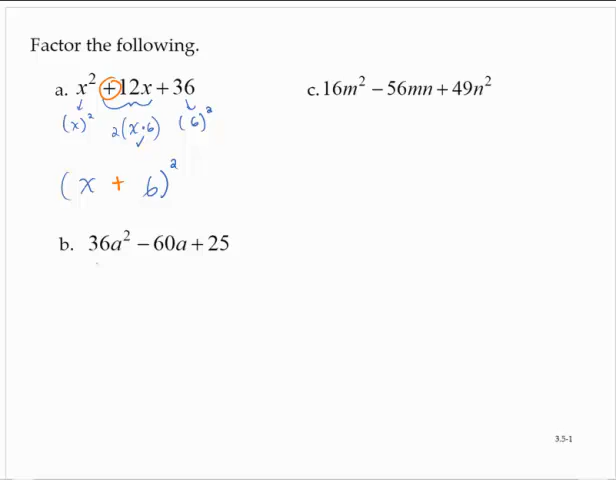 Factor the following.
a. x² + 12x + 36
(x)² 2(x·6) (6)²
✓
(x + 6)²
b. 36a² − 60a + 25
c. 16m² − 56mn + 49n²
3.5-1